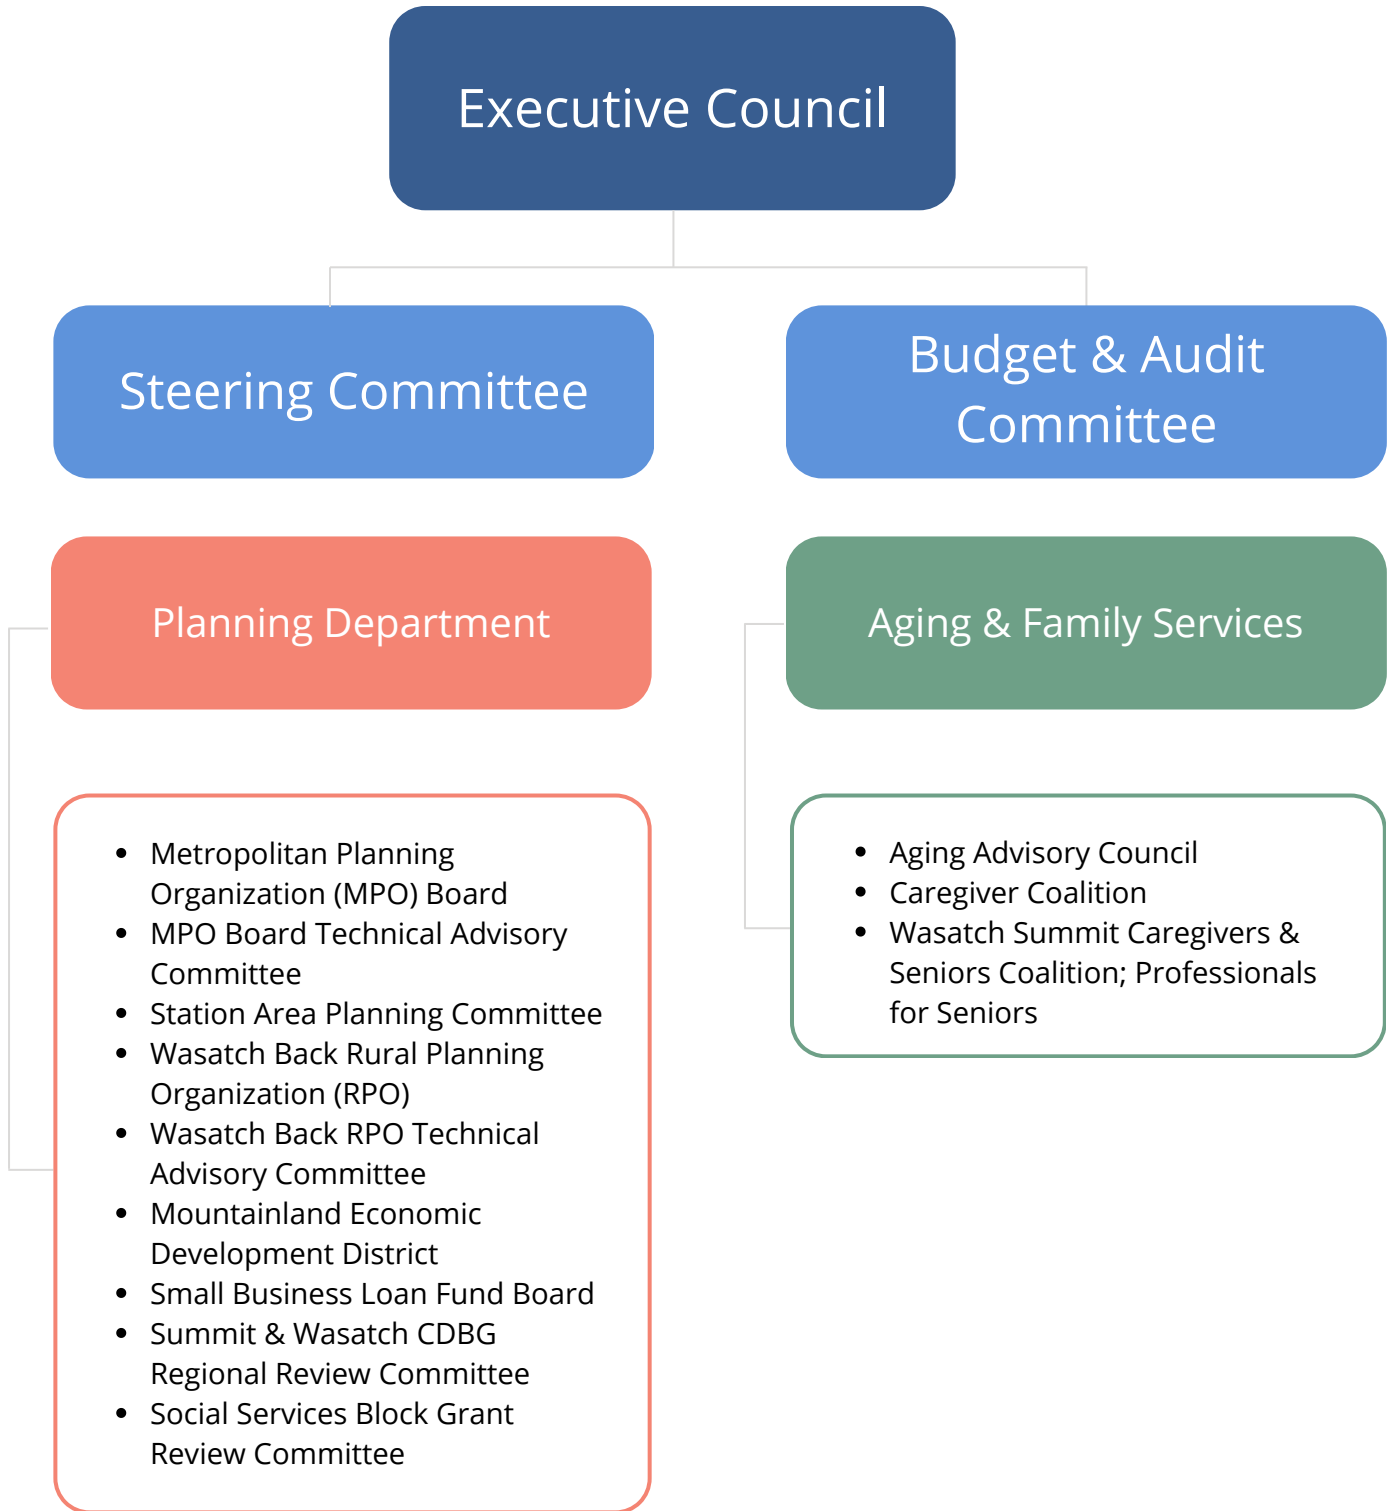 Executive Council
Steering Committee
Budget & Audit
Committee
Planning Department
Aging & Family Services
• Metropolitan Planning
Organization (MPO) Board
• MPO Board Technical Advisory
Committee
• Station Area Planning Committee
• Wasatch Back Rural Planning
Organization (RPO)
• Wasatch Back RPO Technical
Advisory Committee
• Mountainland Economic
Development District
• Small Business Loan Fund Board
• Summit & Wasatch CDBG
Regional Review Committee
• Social Services Block Grant
Review Committee
• Aging Advisory Council
• Caregiver Coalition
• Wasatch Summit Caregivers &
Seniors Coalition; Professionals
for Seniors